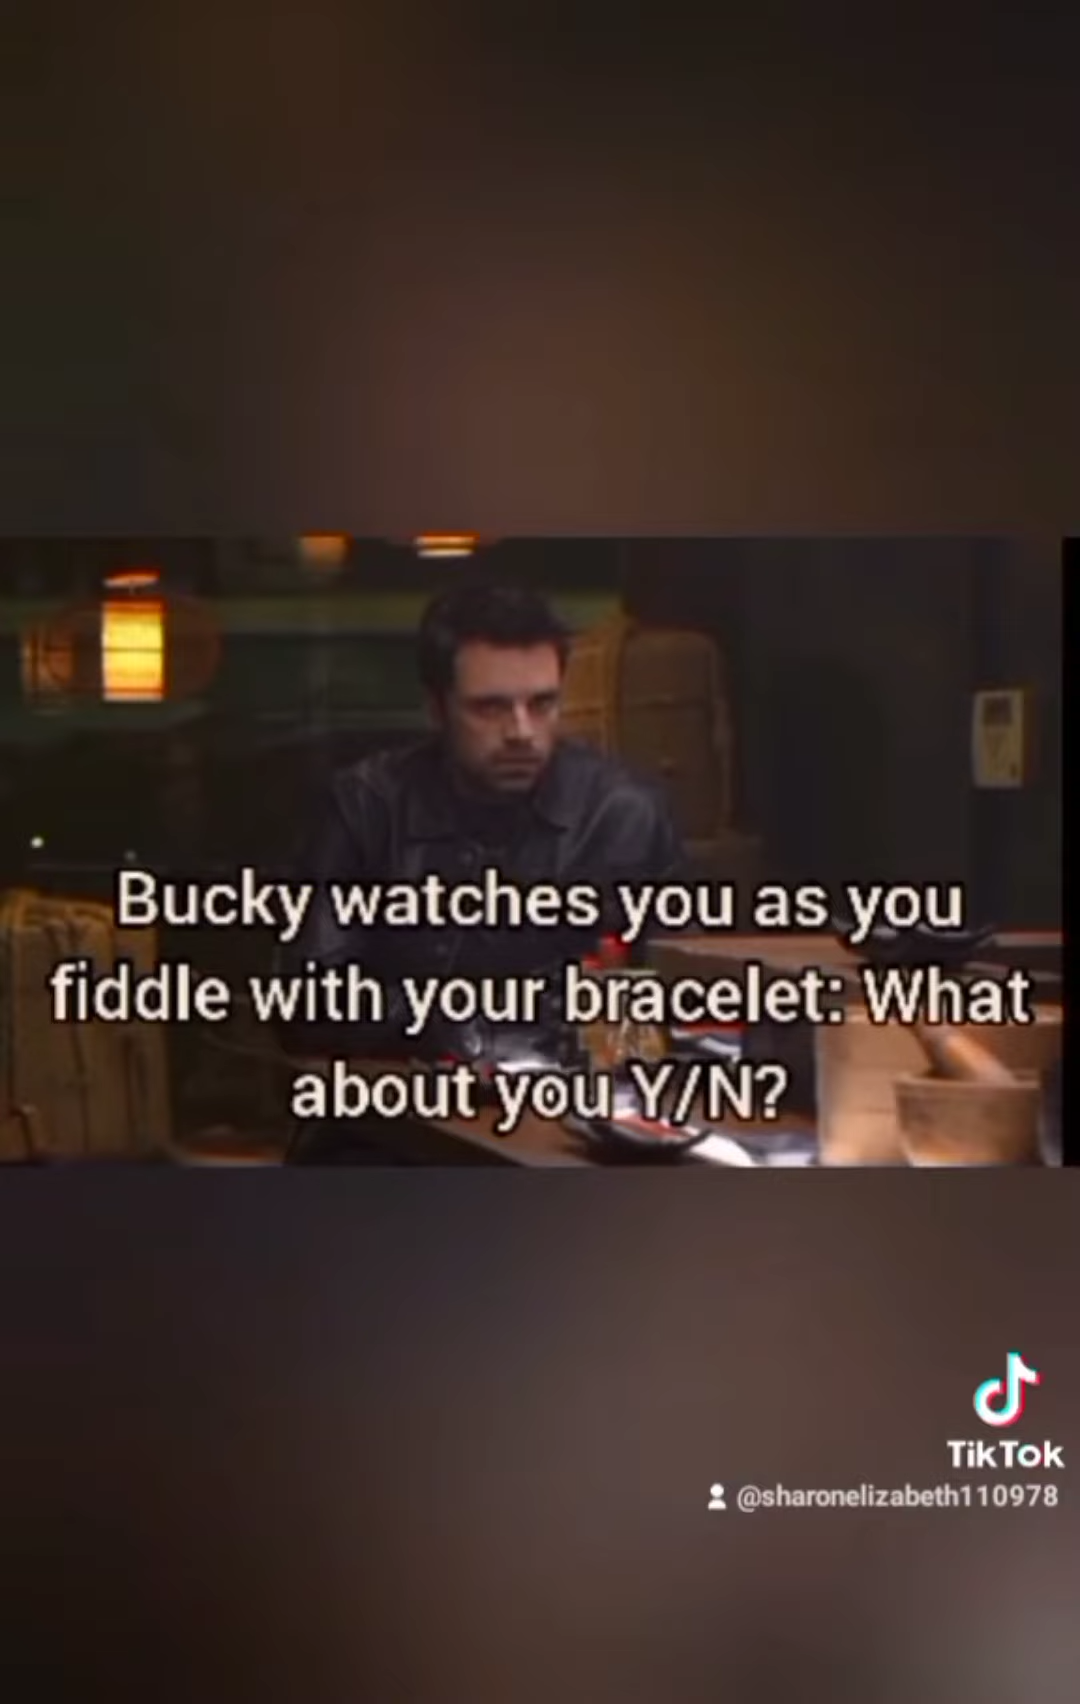 Bucky watches you as you
fiddle with your bracelet: What
about you Y/N?
TikTok
@sharonelizabeth110978